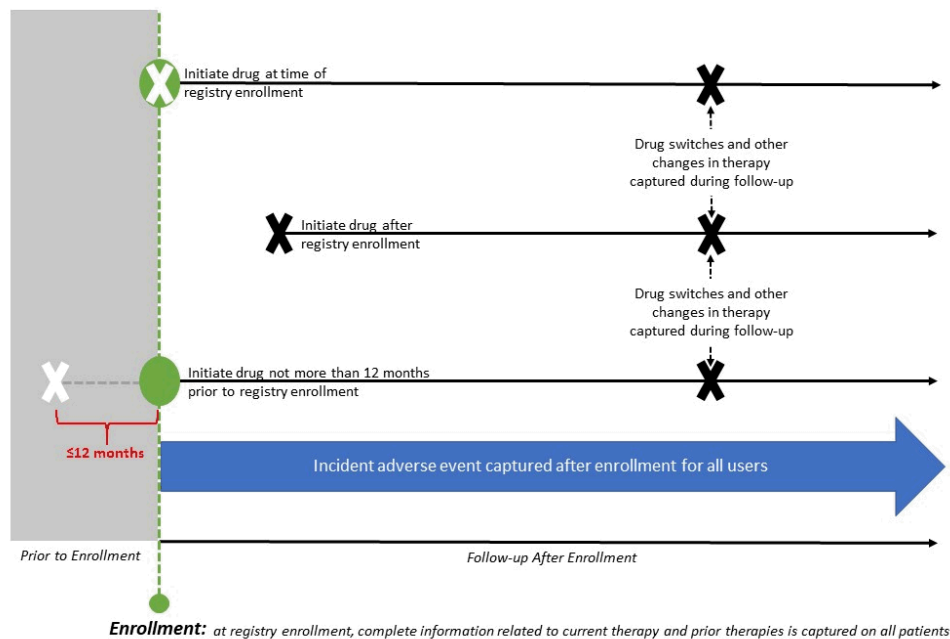 Initiate drug at time of
registry enrollment
Drug switches and other
changes in therapy
captured during follow-up
Initiate drug after
registry enrollment
Drug switches and other
changes in therapy
captured during follow-up
Initiate drug not more than 12 months
prior to registry enrollment
≤12 months
Incident adverse event captured after enrollment for all users
Prior to Enrollment
Follow-up After Enrollment
Enrollment: at registry enrollment, complete information related to current therapy and prior therapies is captured on all patients